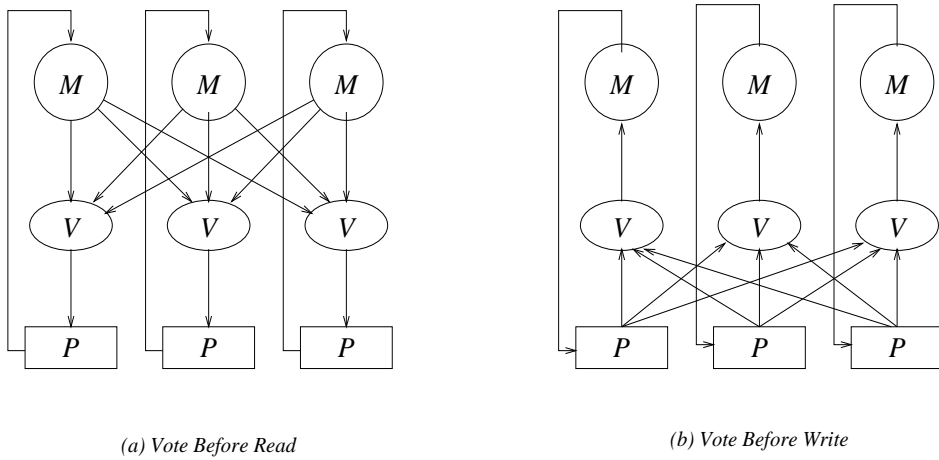 M M M M M M
V V V V V V
P P P P P P
(a) Vote Before Read
(b) Vote Before Write